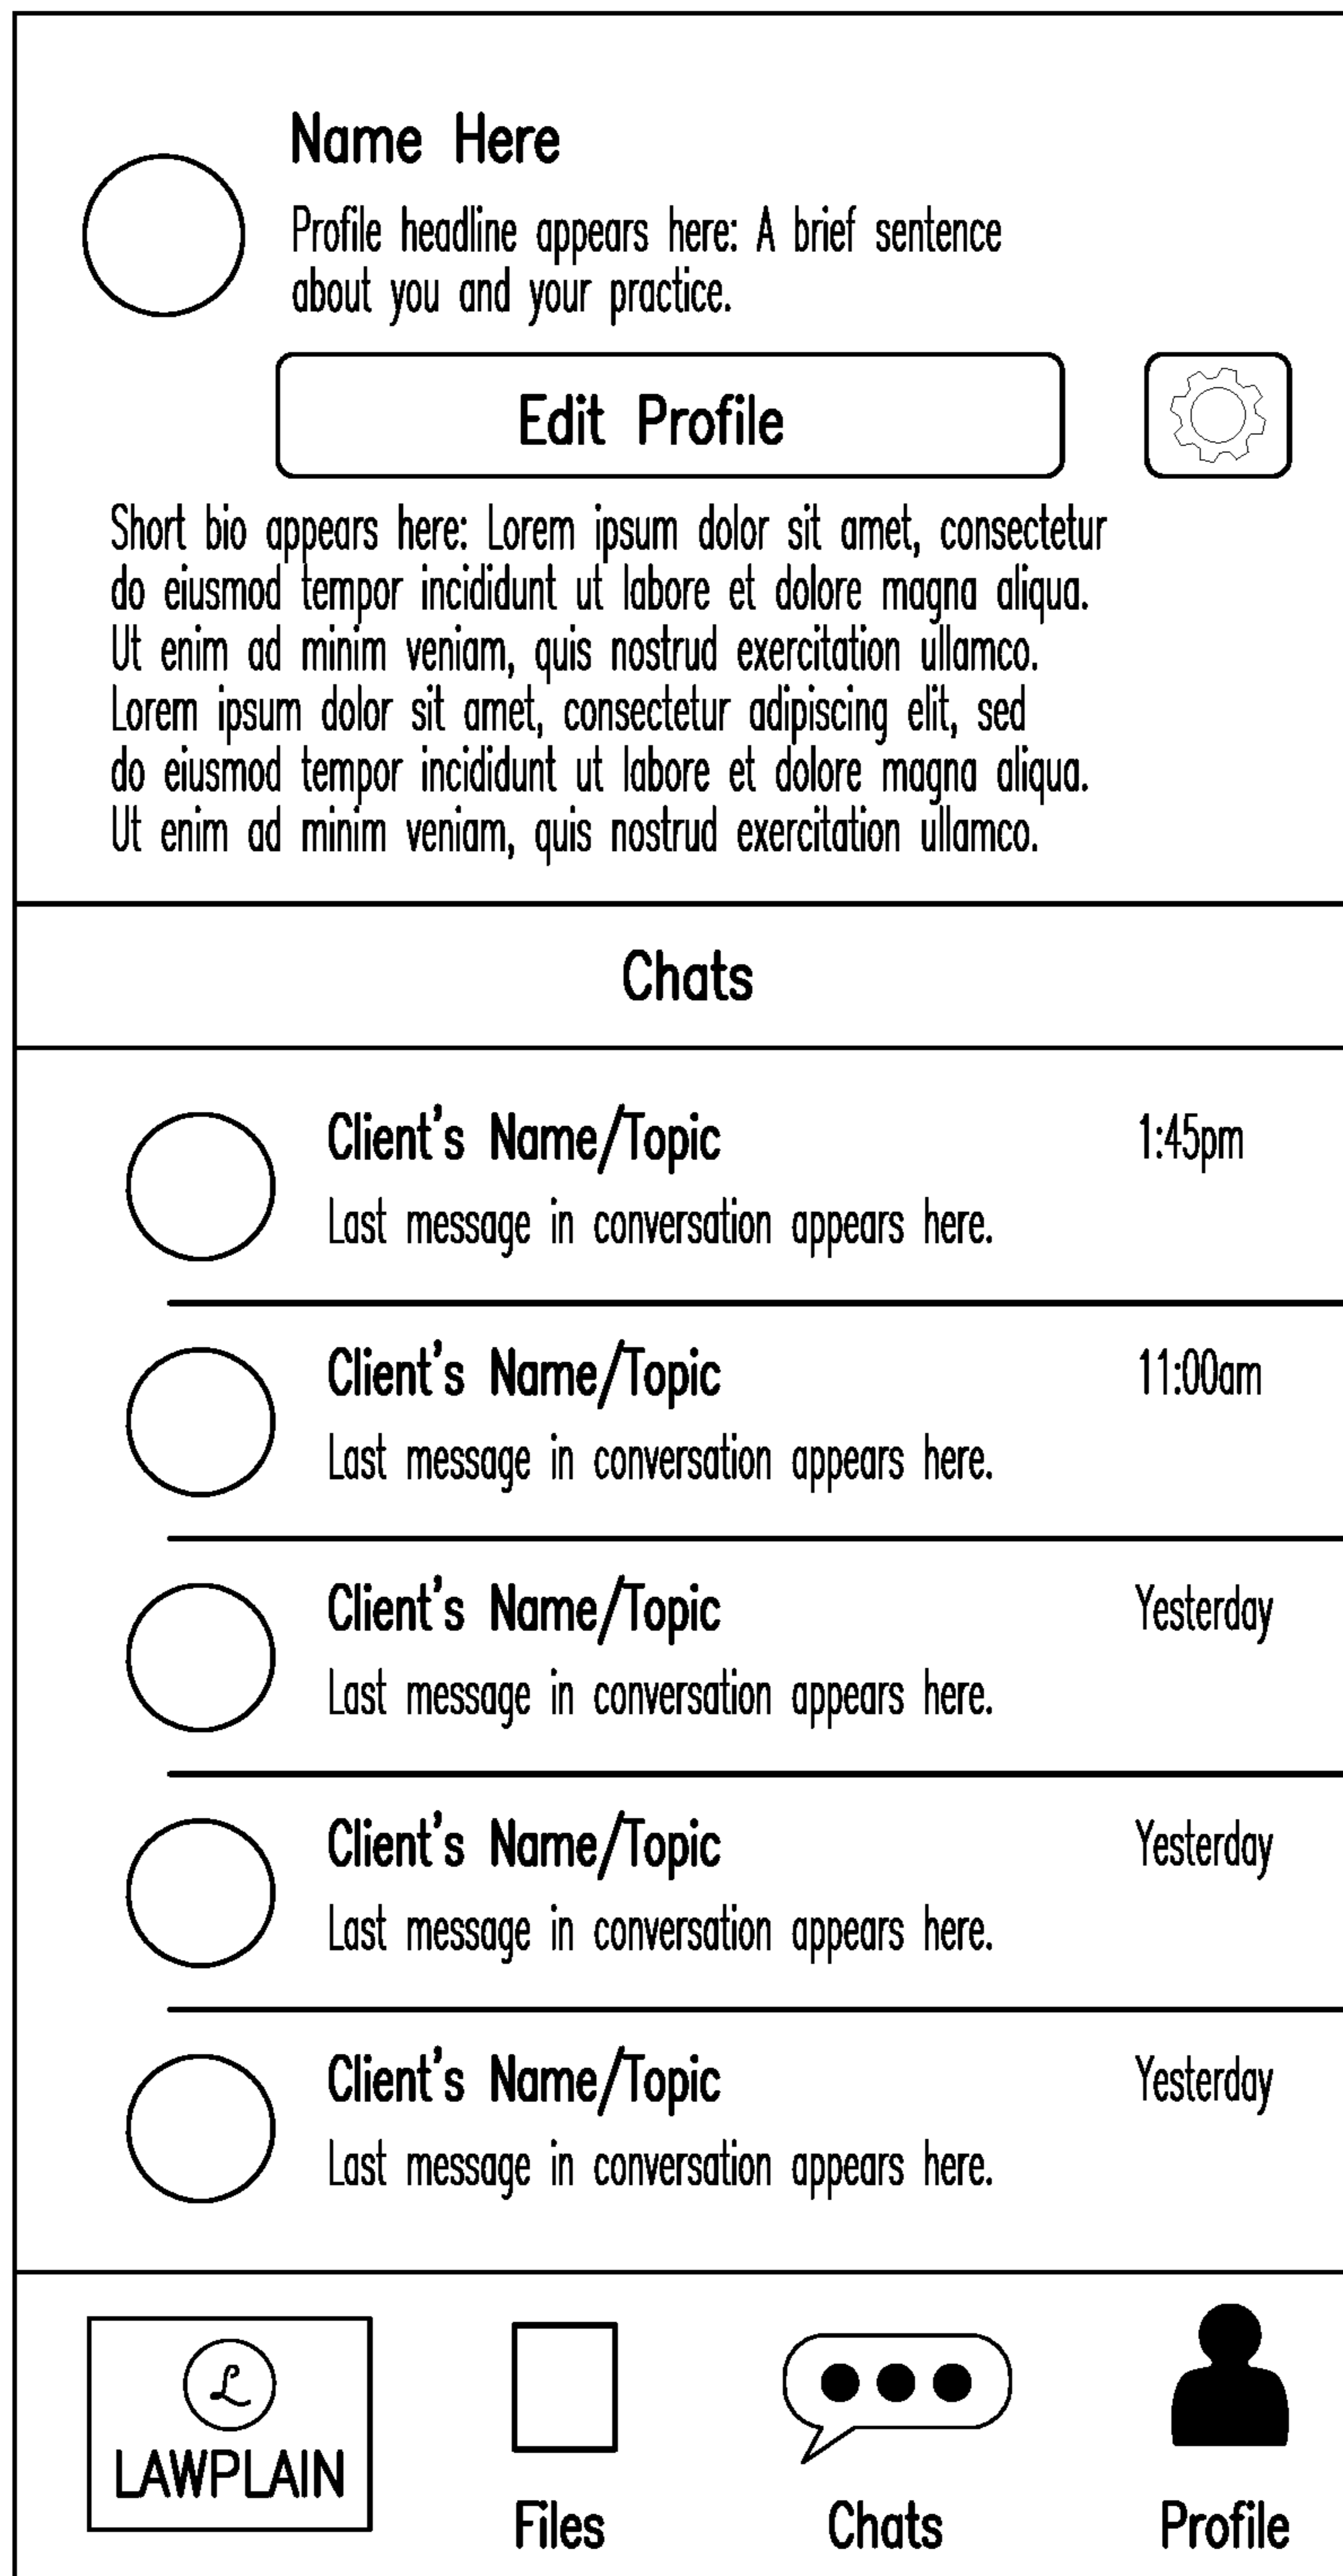 Name Here
Profile headline appears here: A brief sentence
about you and your practice.
Edit Profile
Short bio appears here: Lorem ipsum dolor sit amet, consectetur
do eiusmod tempor incididunt ut labore et dolore magna aliqua.
Ut enim ad minim veniam, quis nostrud exercitation ullamco.
Lorem ipsum dolor sit amet, consectetur adipiscing elit, sed
do eiusmod tempor incididunt ut labore et dolore magna aliqua.
Ut enim ad minim veniam, quis nostrud exercitation ullamco.
Chats
Client's Name/Topic 1:45pm
Last message in conversation appears here.
Client's Name/Topic 11:00am
Last message in conversation appears here.
Client's Name/Topic Yesterday
Last message in conversation appears here.
Client's Name/Topic Yesterday
Last message in conversation appears here.
Client's Name/Topic Yesterday
Last message in conversation appears here.
L
LAWPLAIN
Files Chats Profile